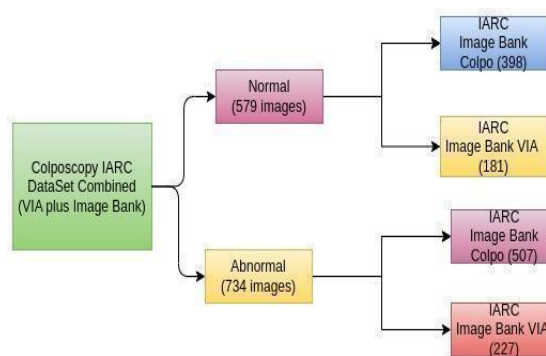 Colposcopy IARC
DataSet Combined
(VIA plus Image Bank)
Normal
(579 images)
IARC
Image Bank
Colpo (398)
IARC
Image Bank VIA
(181)
Abnormal
(734 images)
IARC
Image Bank
Colpo (507)
IARC
Image Bank VIA
(227)